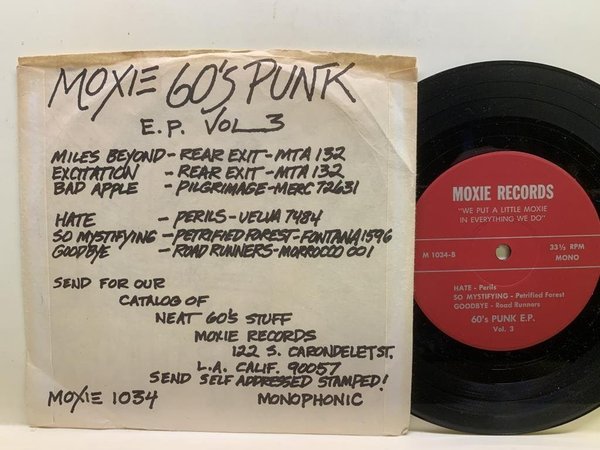 MOXIE 60'S PUNK
E.P. VOL 3
MILES BEYOND - REAR EXIT - MTA 132
EXCITATION - REAR EXIT - MTA 132
BAD APPLE - PILGRIMAGE - MERC 72631
HATE - PERILS - VELVA 7484
SO MYSTIFYING - PETRIFIED FOREST - FONTANA 1596
GOODBYE - ROAD RUNNERS - MORROCCO 001
SEND FOR OUR
CATALOG OF
NEAT 60'S STUFF
MOXIE RECORDS
122 S. CARONDELET ST.
L.A. CALIF. 90057
SEND SELF ADDRESSED STAMPED!
MOXIE 1034 MONOPHONIC
MOXIE RECORDS
"WE PUT A LITTLE MOXIE
IN EVERYTHING WE DO"
M 1034-B 33⅓ RPM
MONO
HATE - Perils
SO MYSTIFYING - Petrified Forest
GOODBYE - Road Runners
60's PUNK E.P.
Vol. 3